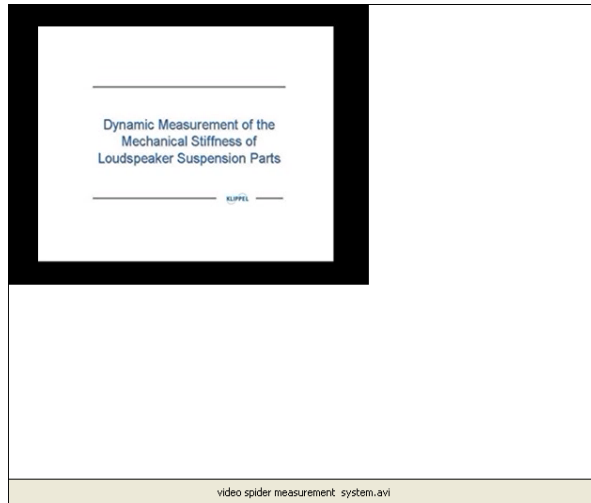 Dynamic Measurement of the
Mechanical Stiffness of
Loudspeaker Suspension Parts
KLIPPEL
video spider measurement system.avi